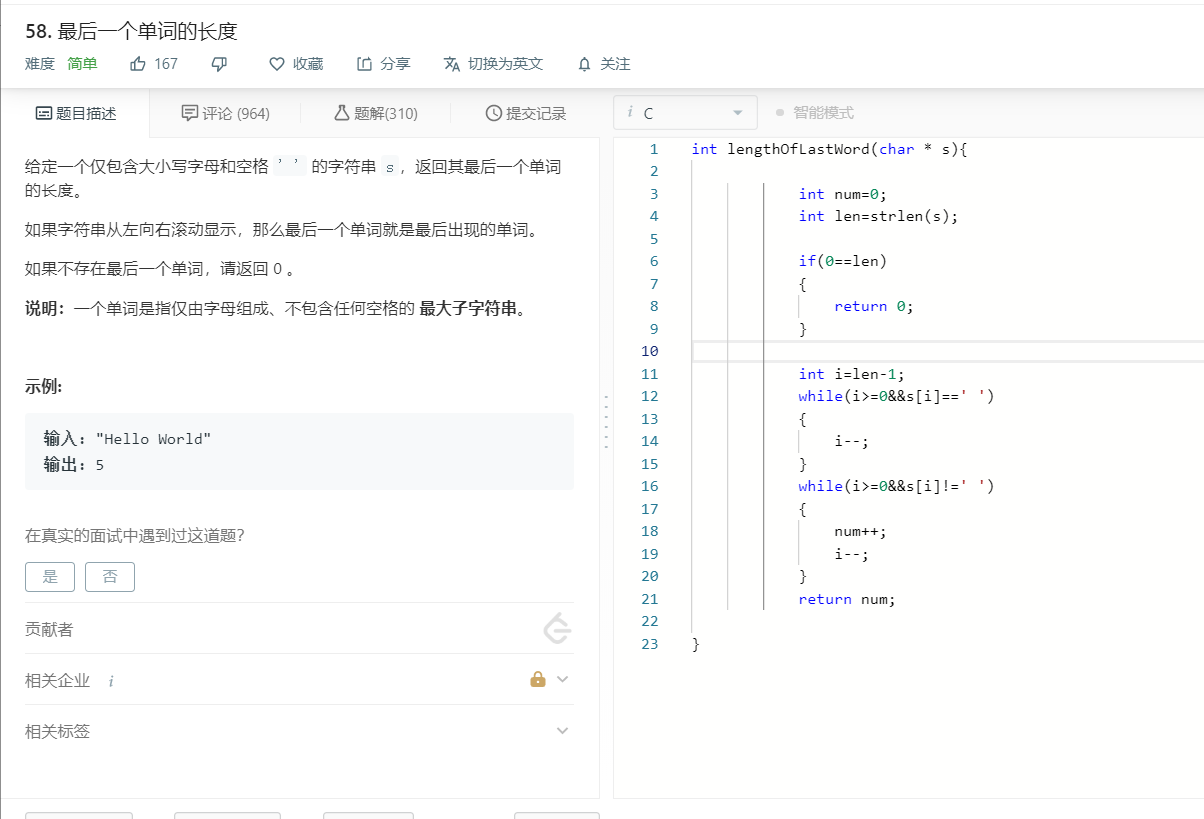 58. 最后一个单词的长度
难度 简单 167 收藏 分享 切换为英文 关注
题目描述 评论 (964) 题解(310) 提交记录
i C 智能模式
给定一个仅包含大小写字母和空格 ' ' 的字符串 s，返回其最后一个单词
的长度。
如果字符串从左向右滚动显示，那么最后一个单词就是最后出现的单词。
如果不存在最后一个单词，请返回 0 。
说明：一个单词是指仅由字母组成、不包含任何空格的 最大子字符串。
示例:
输入: "Hello World"
输出: 5
在真实的面试中遇到过这道题?
是 否
贡献者
相关企业 i
相关标签
1 int lengthOfLastWord(char * s){
2
3 int num=0;
4 int len=strlen(s);
5
6 if(0==len)
7 {
8 return 0;
9 }
10
11 int i=len-1;
12 while(i>=0&&s[i]==' ')
13 {
14 i--;
15 }
16 while(i>=0&&s[i]!=' ')
17 {
18 num++;
19 i--;
20 }
21 return num;
22
23 }